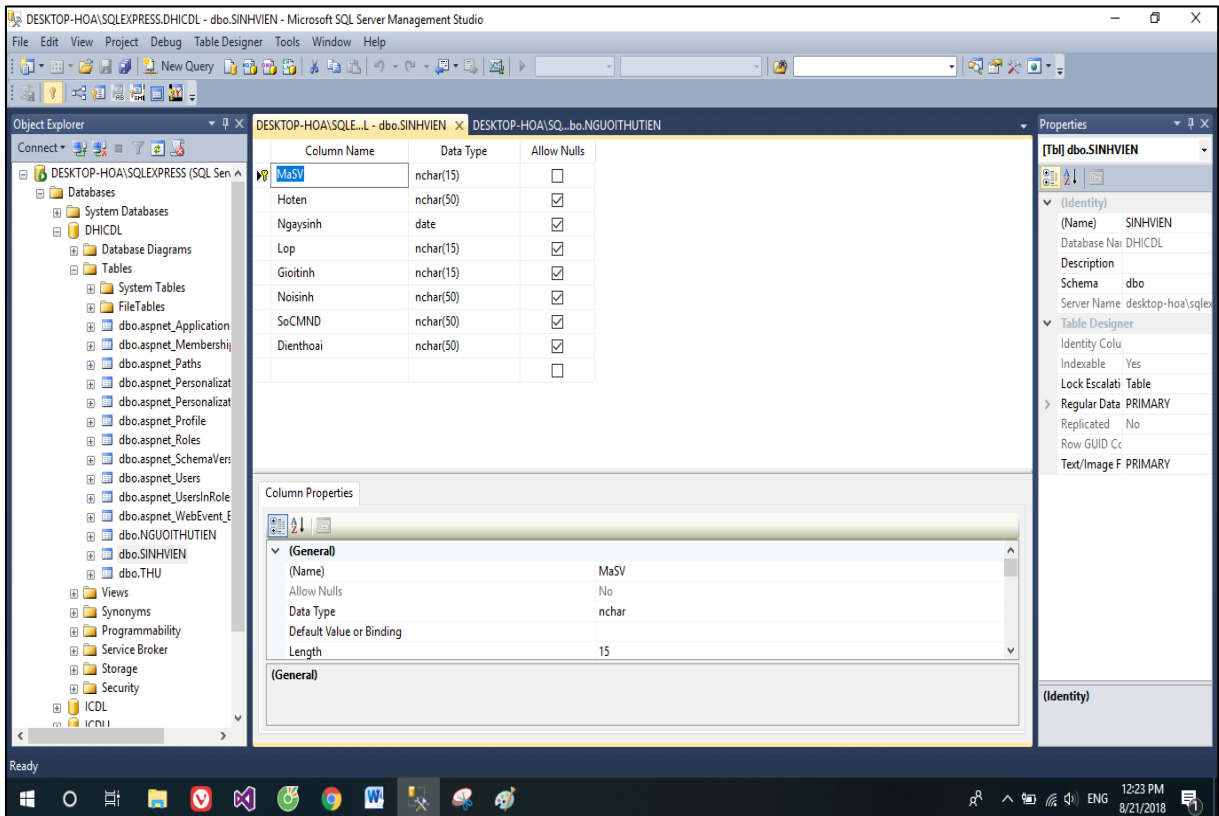 DESKTOP-HOA\SQLEXPRESS.DHICDL - dbo.SINHVIEN - Microsoft SQL Server Management Studio
File Edit View Project Debug Table Designer Tools Window Help
New Query
Object Explorer
Connect
DESKTOP-HOA\SQLEXPRESS (SQL Serv
Databases
System Databases
DHICDL
Database Diagrams
Tables
System Tables
FileTables
dbo.aspnet_Application
dbo.aspnet_Membership
dbo.aspnet_Paths
dbo.aspnet_Personalizat
dbo.aspnet_Personalizat
dbo.aspnet_Profile
dbo.aspnet_Roles
dbo.aspnet_SchemaVers
dbo.aspnet_Users
dbo.aspnet_UsersInRole
dbo.aspnet_WebEvent_E
dbo.NGUOITHUTIEN
dbo.SINHVIEN
dbo.THU
Views
Synonyms
Programmability
Service Broker
Storage
Security
ICDL
DESKTOP-HOA\SQLE...L - dbo.SINHVIEN DESKTOP-HOA\SQ...bo.NGUOITHUTIEN
Column Name Data Type Allow Nulls
MaSV nchar(15)
Hoten nchar(50)
Ngaysinh date
Lop nchar(15)
Gioitinh nchar(15)
Noisinh nchar(50)
SoCMND nchar(50)
Dienthoai nchar(50)
Column Properties
(General)
(Name) MaSV
Allow Nulls No
Data Type nchar
Default Value or Binding
Length 15
(General)
Properties
[Tbl] dbo.SINHVIEN
(Identity)
(Name) SINHVIEN
Database Nai DHICDL
Description
Schema dbo
Server Name desktop-hoa\sqlex
Table Designer
Identity Colu
Indexable Yes
Lock Escalati Table
Regular Data PRIMARY
Replicated No
Row GUID Cc
Text/Image F PRIMARY
(Identity)
Ready
ENG
12:23 PM
8/21/2018